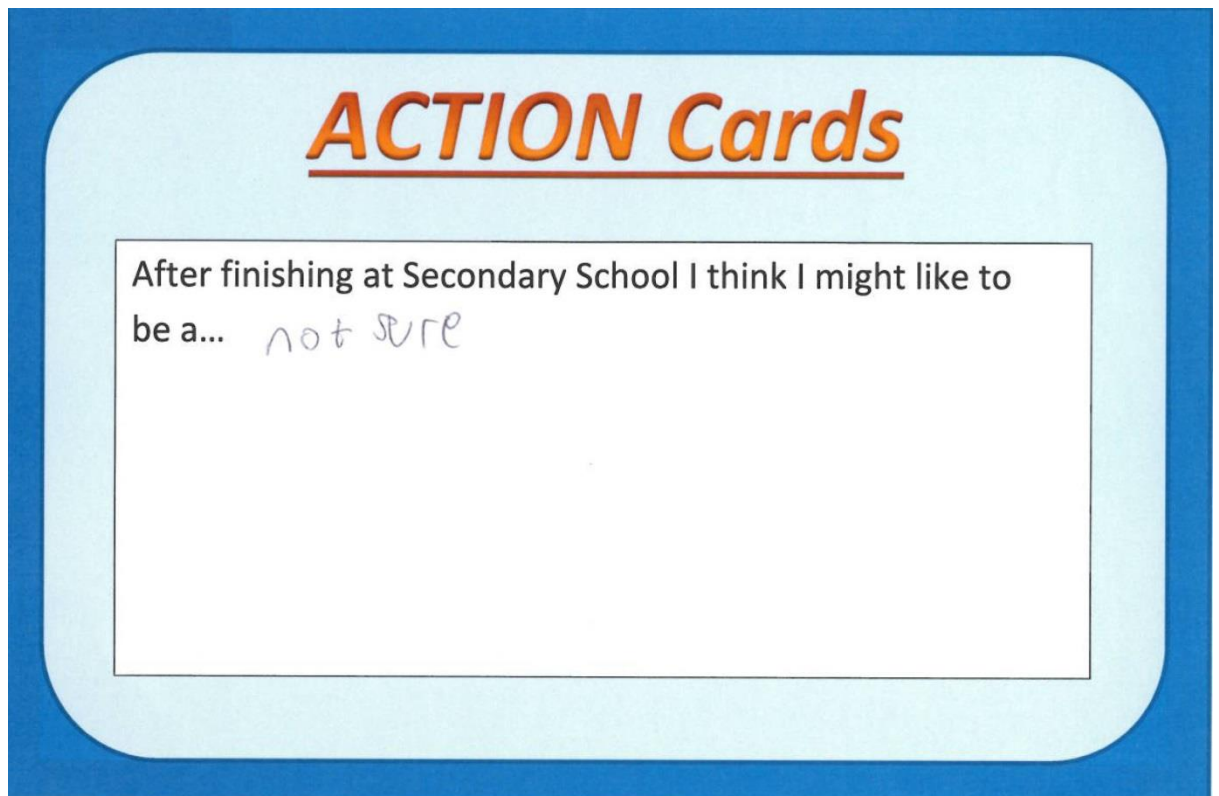 ACTION Cards
After finishing at Secondary School I think I might like to
be a... not sure